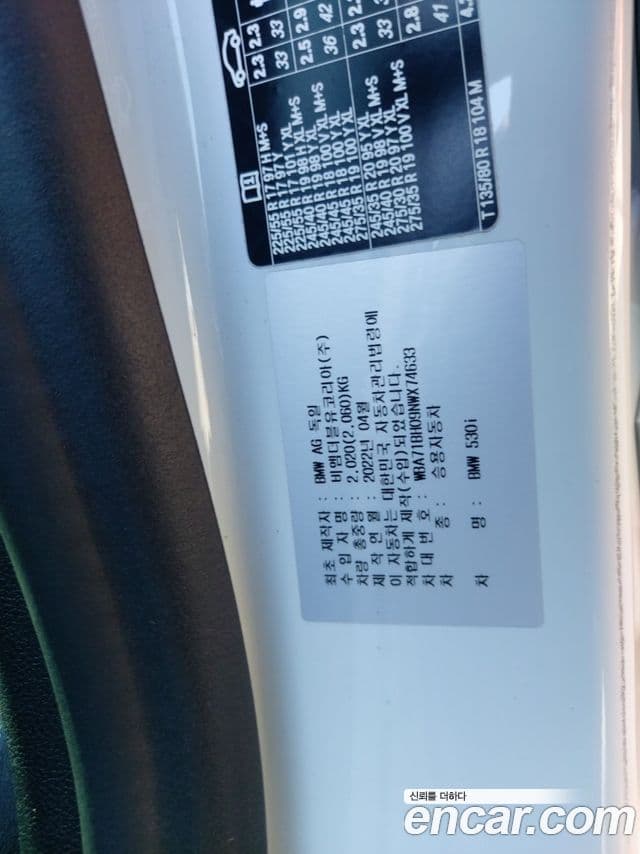 2.3 2.3
33 33
2.5 2.9
36 42
2.3 2.
33
2.8
41
225/55 R 17 97 H M+S
225/55 R 17 97 Y
225/55 R 17 101 Y XL
245/40 R 19 98 Y XL
245/45 R 18 100 Y XL
275/35 R 19 100 Y XL
245/35 R 20 95 Y XL
245/40 R 19 98 V XL M+S
275/30 R 20 97 Y XL
275/35 R 19 100 V XL M+S
T 135/80 R 18 104 M
최초 제작자 : BMW AG 독일
수 입 자 명 : 비엠더블유코리아(주)
차량 총중량 : 2,020(2,060)KG
제 작 연 월 : 2022년 04월
이 자동차는 대한민국 자동차관리법령에
적합하게 제작(수입)되었습니다.
차 대 번 호 : WBA71BH09NWX74633
차 종 : 승용자동차
차 명 : BMW 530i
신뢰를 더하다
encar.com